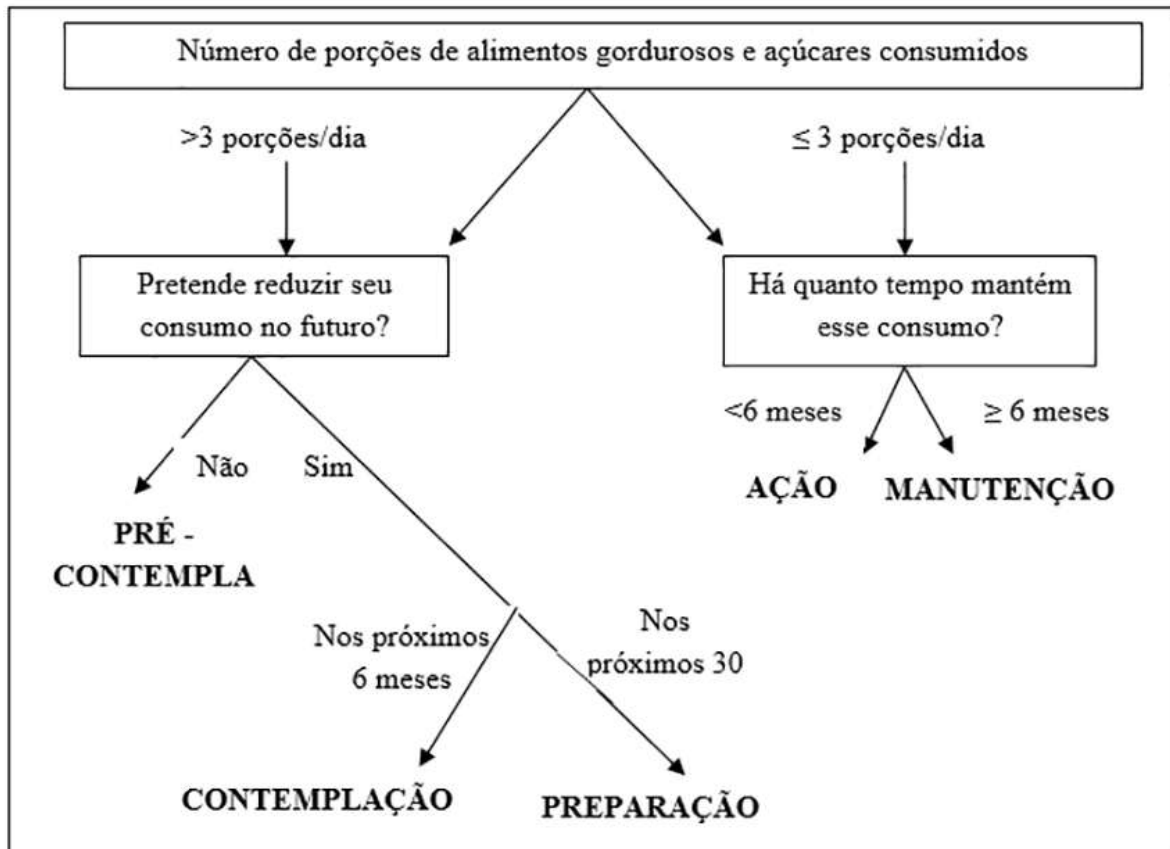 Número de porções de alimentos gordurosos e açúcares consumidos
>3 porções/dia
≤ 3 porções/dia
Pretende reduzir seu
consumo no futuro?
Há quanto tempo mantém
esse consumo?
<6 meses
≥ 6 meses
Não
Sim
AÇÃO
MANUTENÇÃO
PRÉ -
CONTEMPLA
Nos próximos
6 meses
Nos
próximos 30
CONTEMPLAÇÃO
PREPARAÇÃO